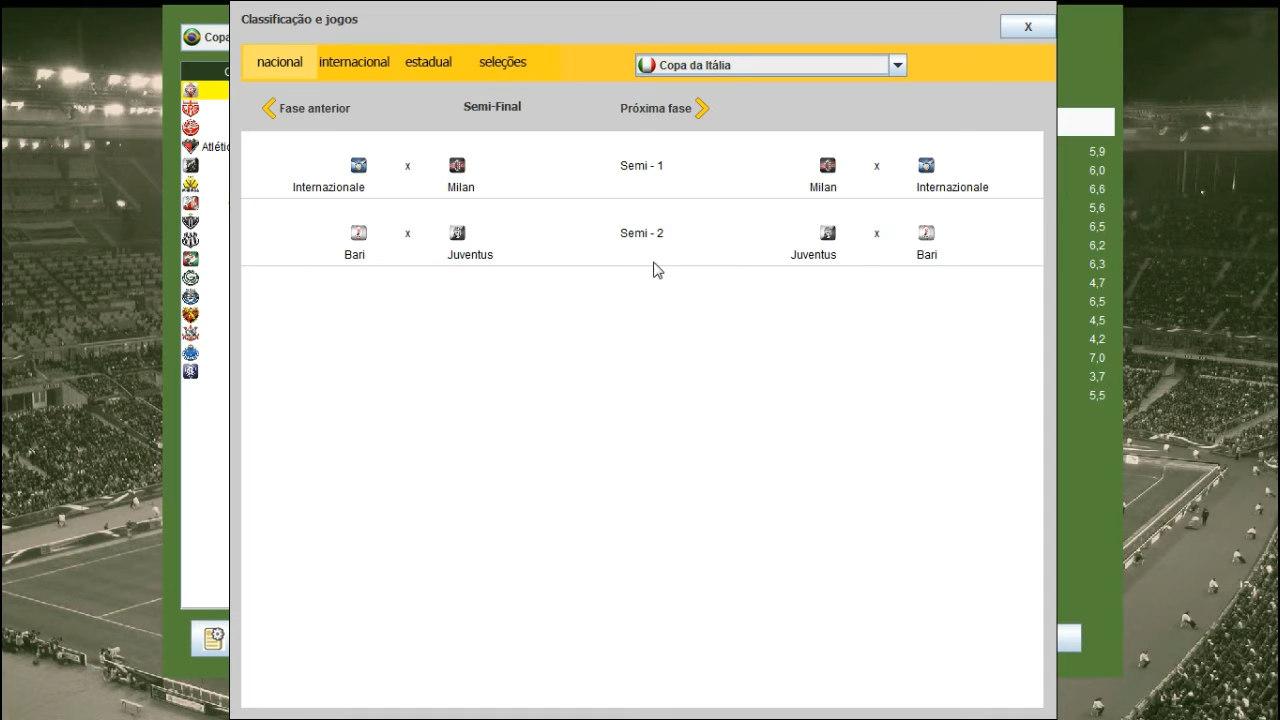 Classificação e jogos
X
Copa
nacional internacional estadual seleções
Copa da Itália
Fase anterior Semi-Final Próxima fase
x Semi - 1 x
Internazionale Milan Milan Internazionale
x Semi - 2 x
Bari Juventus Juventus Bari
Atléti
5,9
6,0
6,6
5,6
6,5
6,2
6,3
4,7
6,5
4,5
4,2
7,0
3,7
5,5